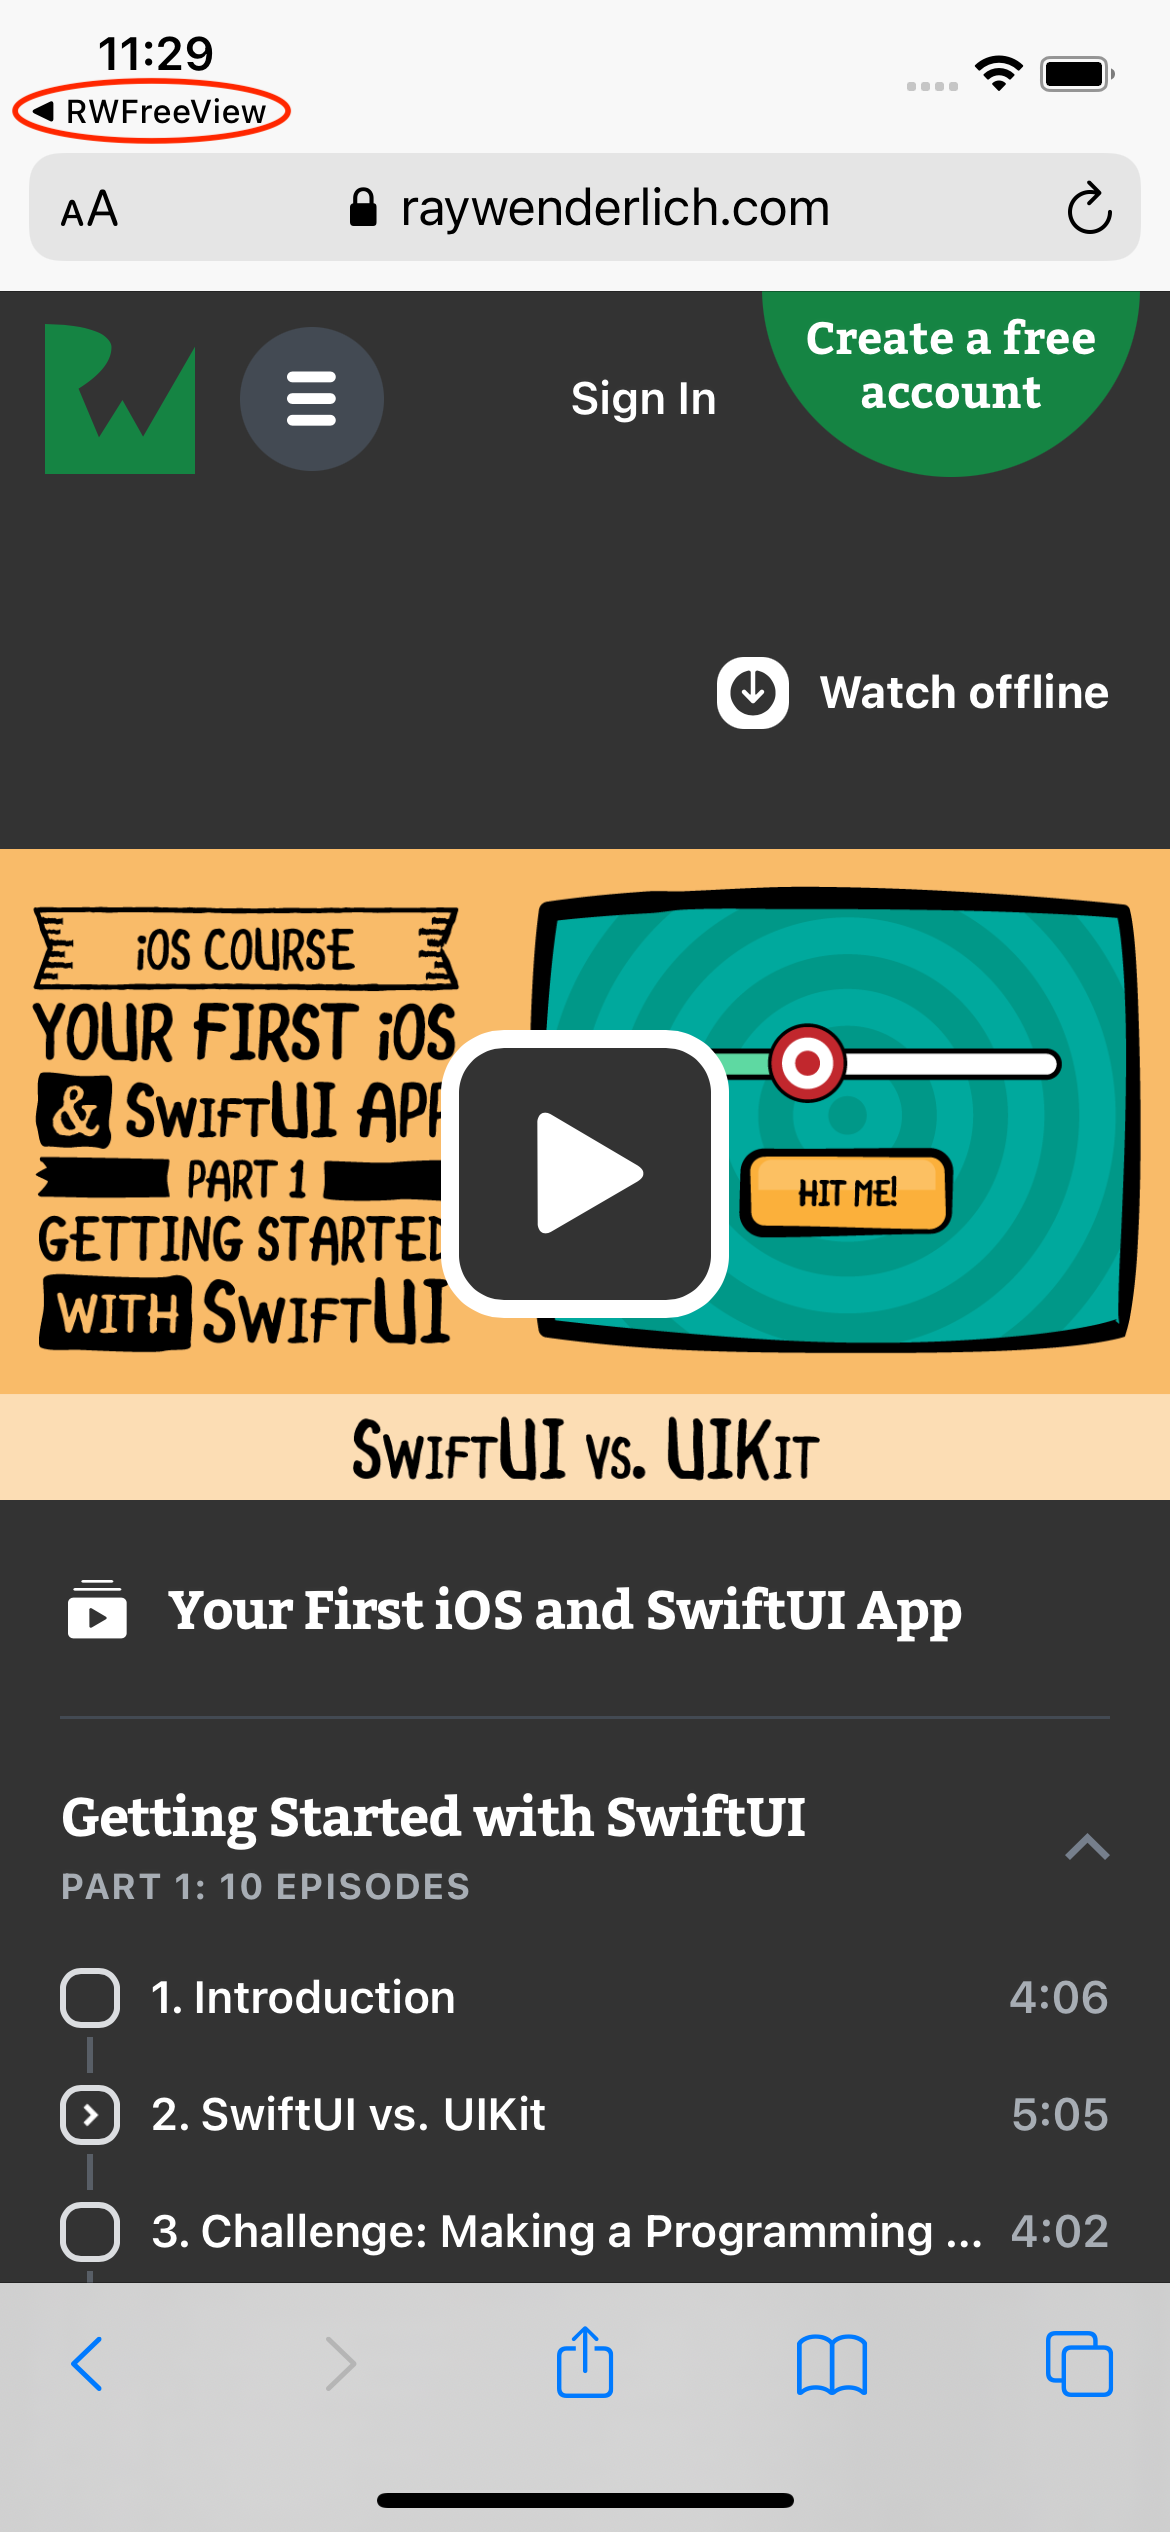 11:29
RWFreeView
AA
raywenderlich.com
Sign In
Create a free
account
Watch offline
iOS COURSE
YOUR FIRST iOS
& SWIFTUI APP
PART 1
GETTING STARTED
WITH SWIFTUI
HIT ME!
SWIFTUI VS. UIKIT
Your First iOS and SwiftUI App
Getting Started with SwiftUI
PART 1: 10 EPISODES
1. Introduction 4:06
2. SwiftUI vs. UIKit 5:05
3. Challenge: Making a Programming ... 4:02